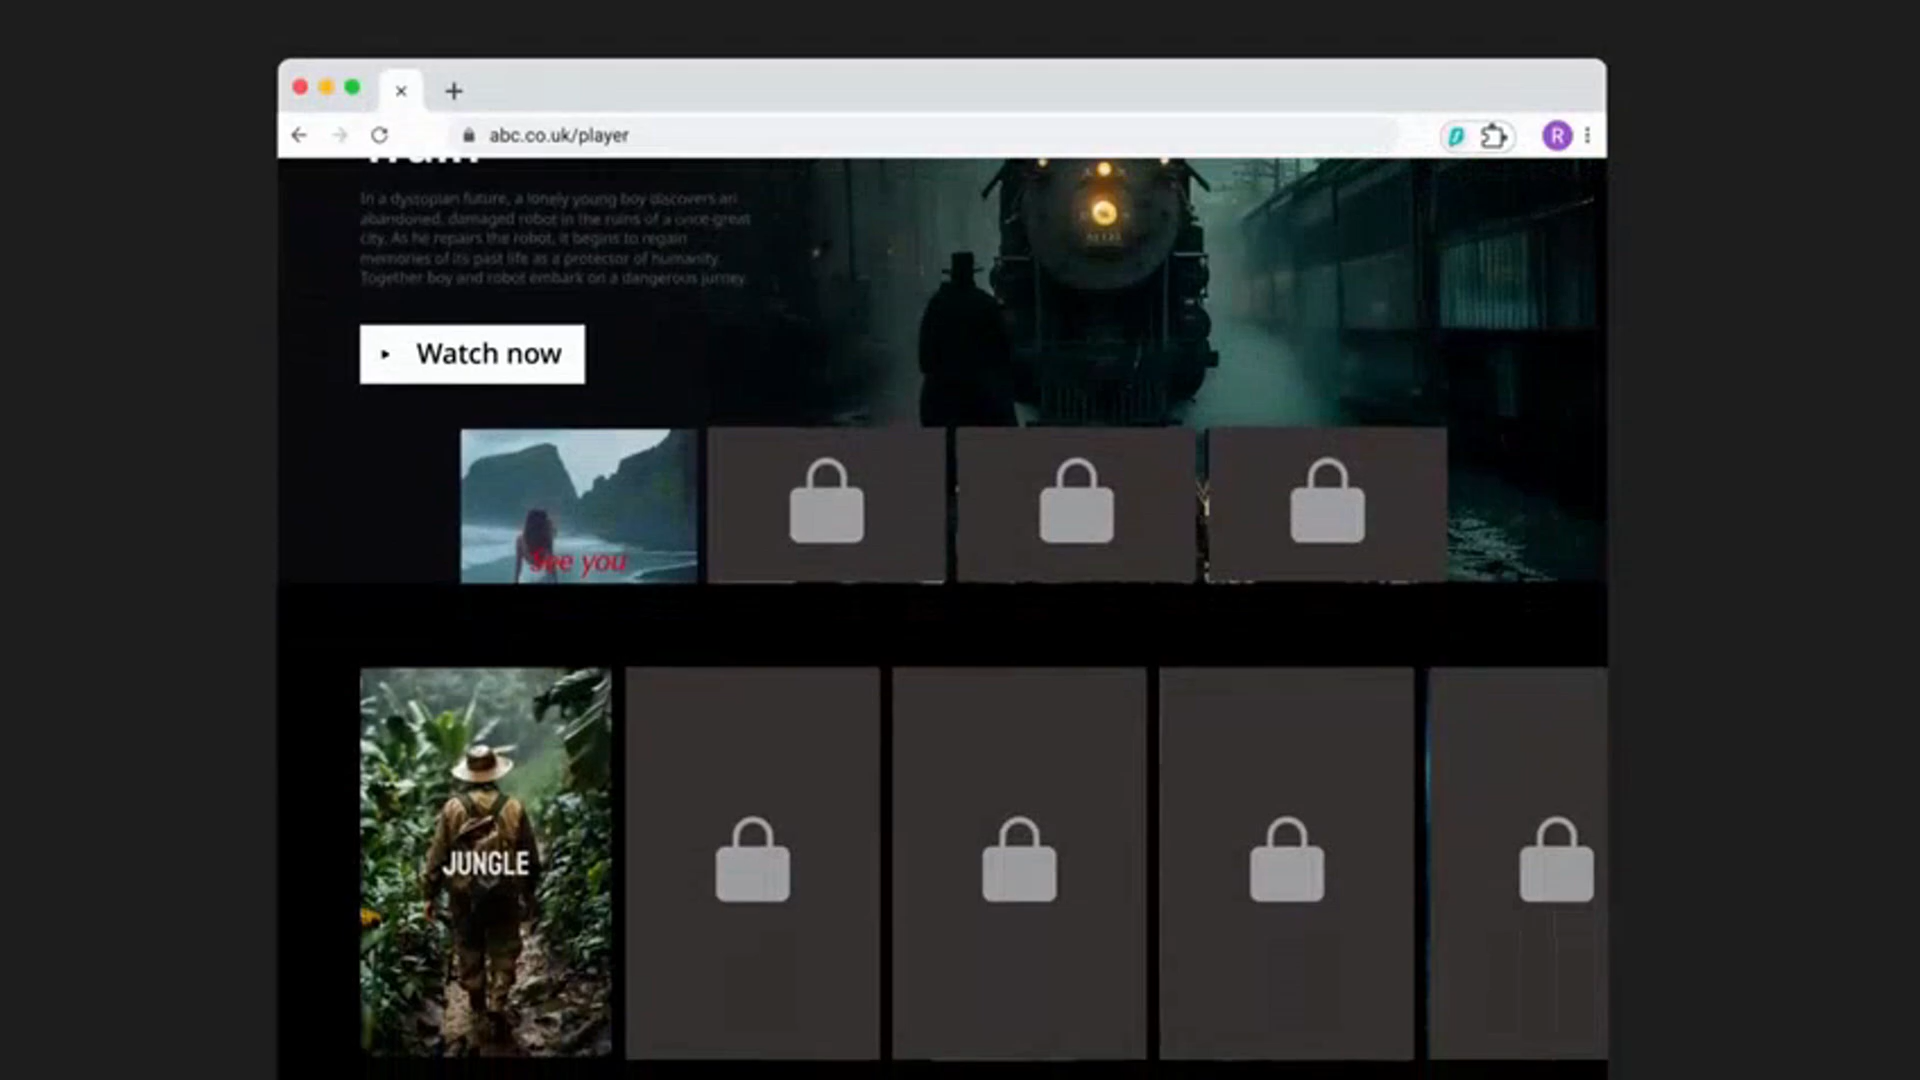 abc.co.uk/player
R
Train
In a dystopian future, a lonely young boy discovers an
abandoned, damaged robot in the ruins of a once-great
city. As he repairs the robot, it begins to regain
memories of its past life as a protector of humanity.
Together boy and robot embark on a dangerous jurney.
Watch now
See you
JUNGLE